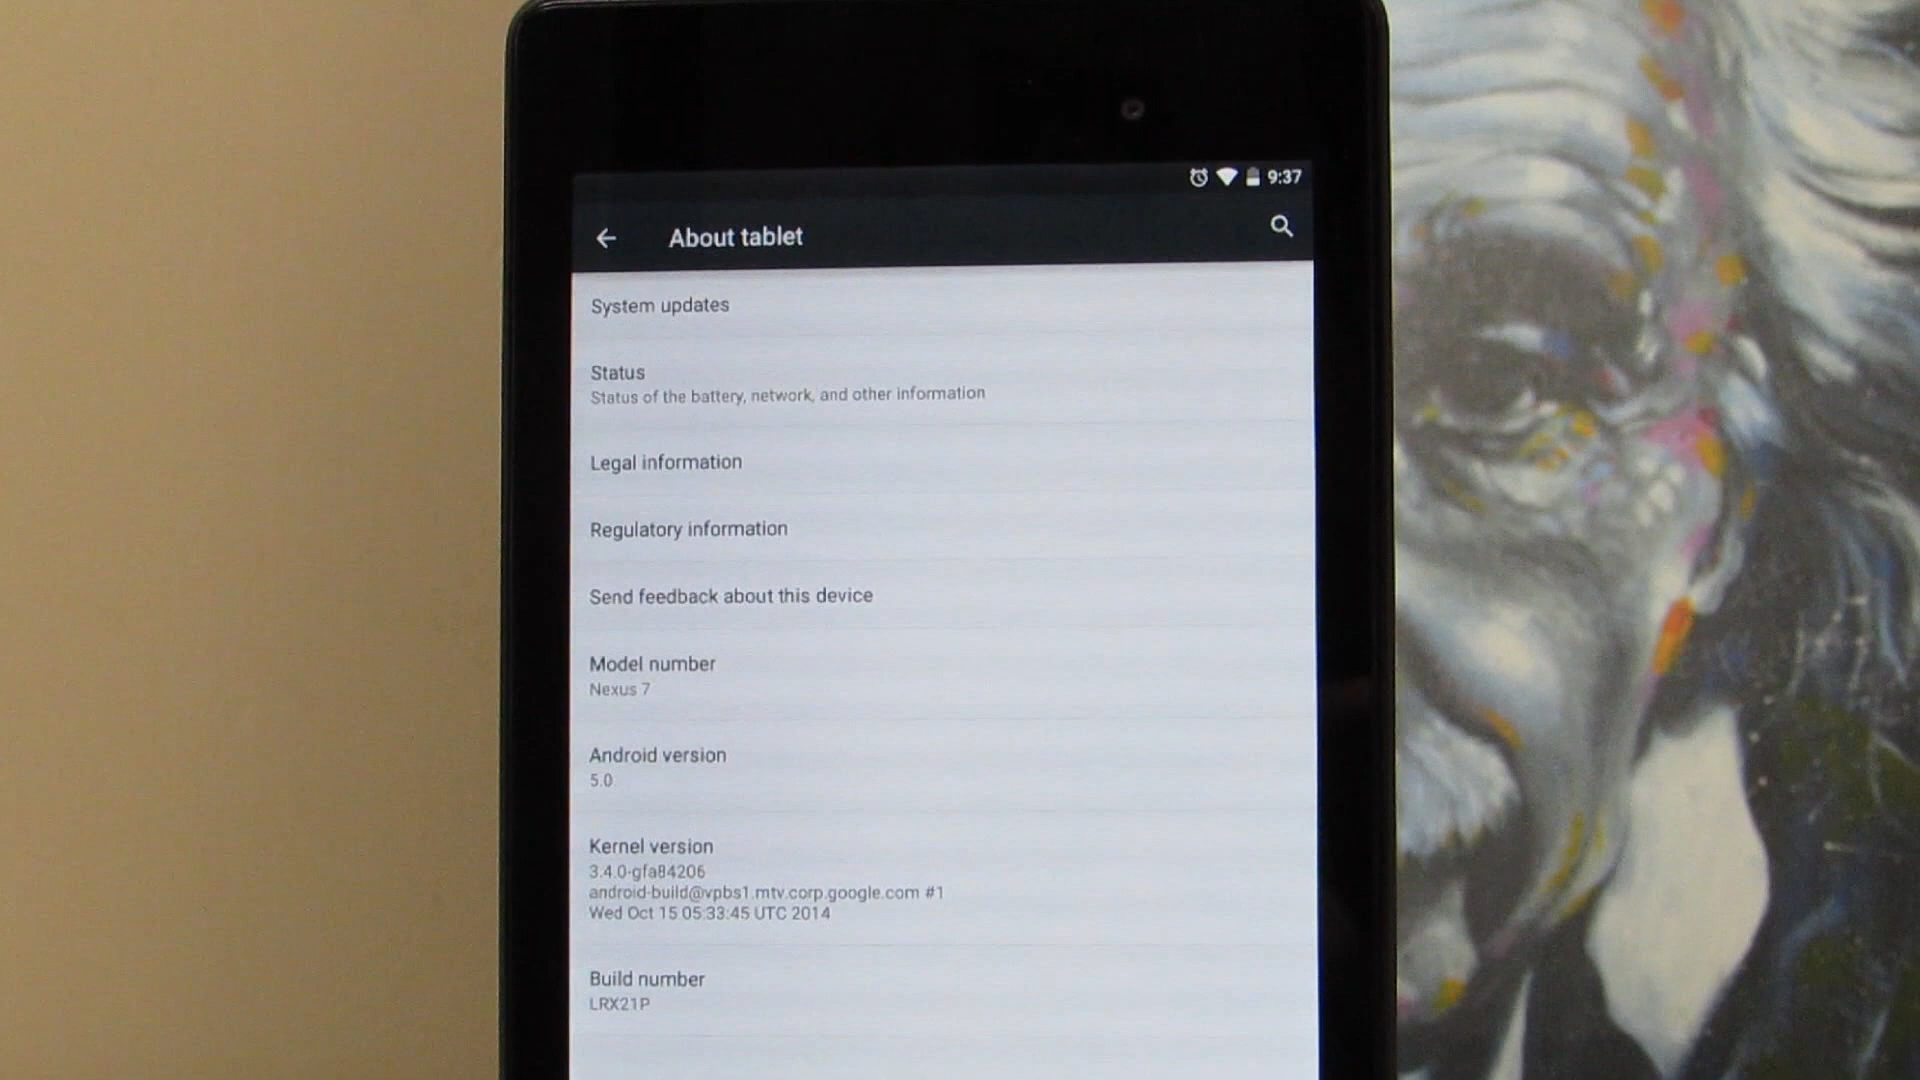 9:37
About tablet
System updates
Status
Status of the battery, network, and other information
Legal information
Regulatory information
Send feedback about this device
Model number
Nexus 7
Android version
5.0
Kernel version
3.4.0-gfa84206
android-build@vpbs1.mtv.corp.google.com #1
Wed Oct 15 05:33:45 UTC 2014
Build number
LRX21P